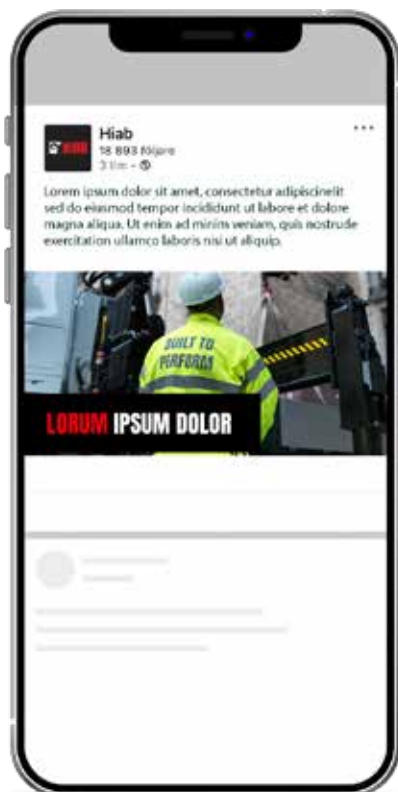 HIAB
Hiab
18 893 följare
3 tim •
Lorem ipsum dolor sit amet, consectetur adipiscinelit
sed do eiusmod tempor incididunt ut labore et dolore
magna aliqua. Ut enim ad minim veniam, quis nostrude
exercitation ullamco laboris nisi ut aliquip.
BUILT TO
PERFORM
LORUM IPSUM DOLOR